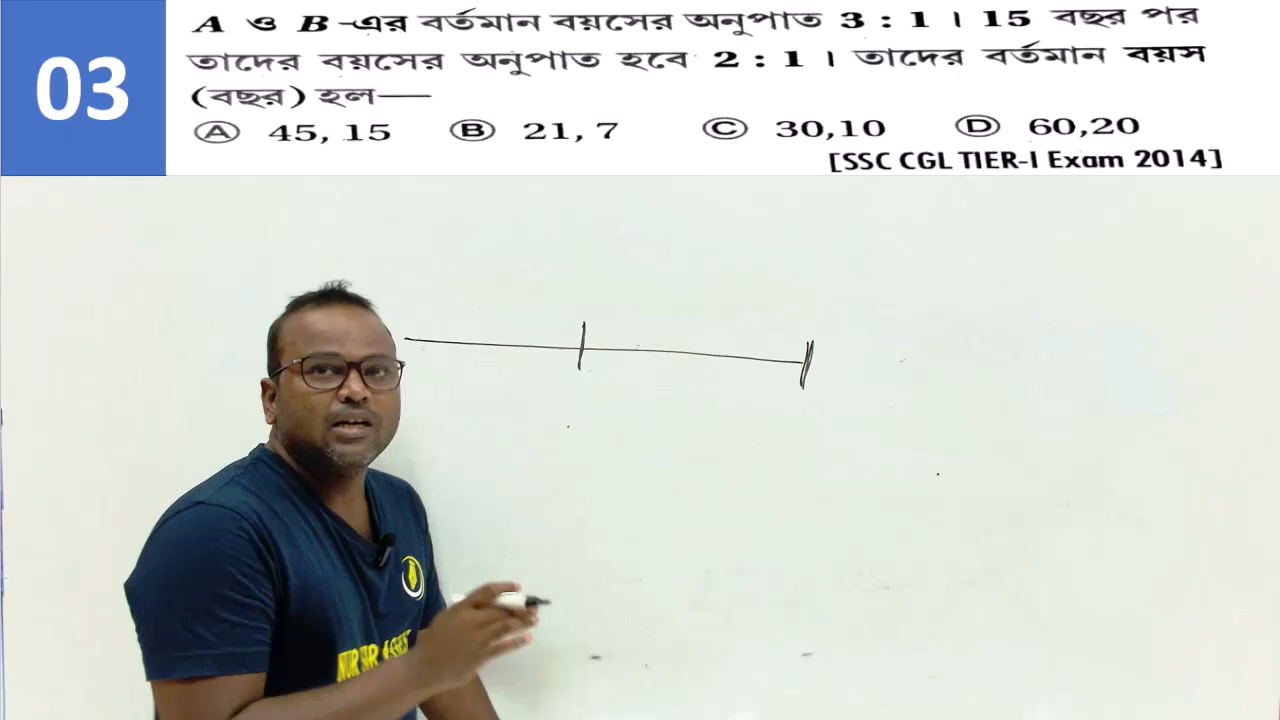 03
A ও B-এর বর্তমান বয়সের অনুপাত 3 : 1 । 15 বছর পর
তাদের বয়সের অনুপাত হবে 2 : 1 । তাদের বর্তমান বয়স
(বছর) হল—
Ⓐ 45, 15 Ⓑ 21, 7 Ⓒ 30,10 Ⓓ 60,20
[SSC CGL TIER-I Exam 2014]